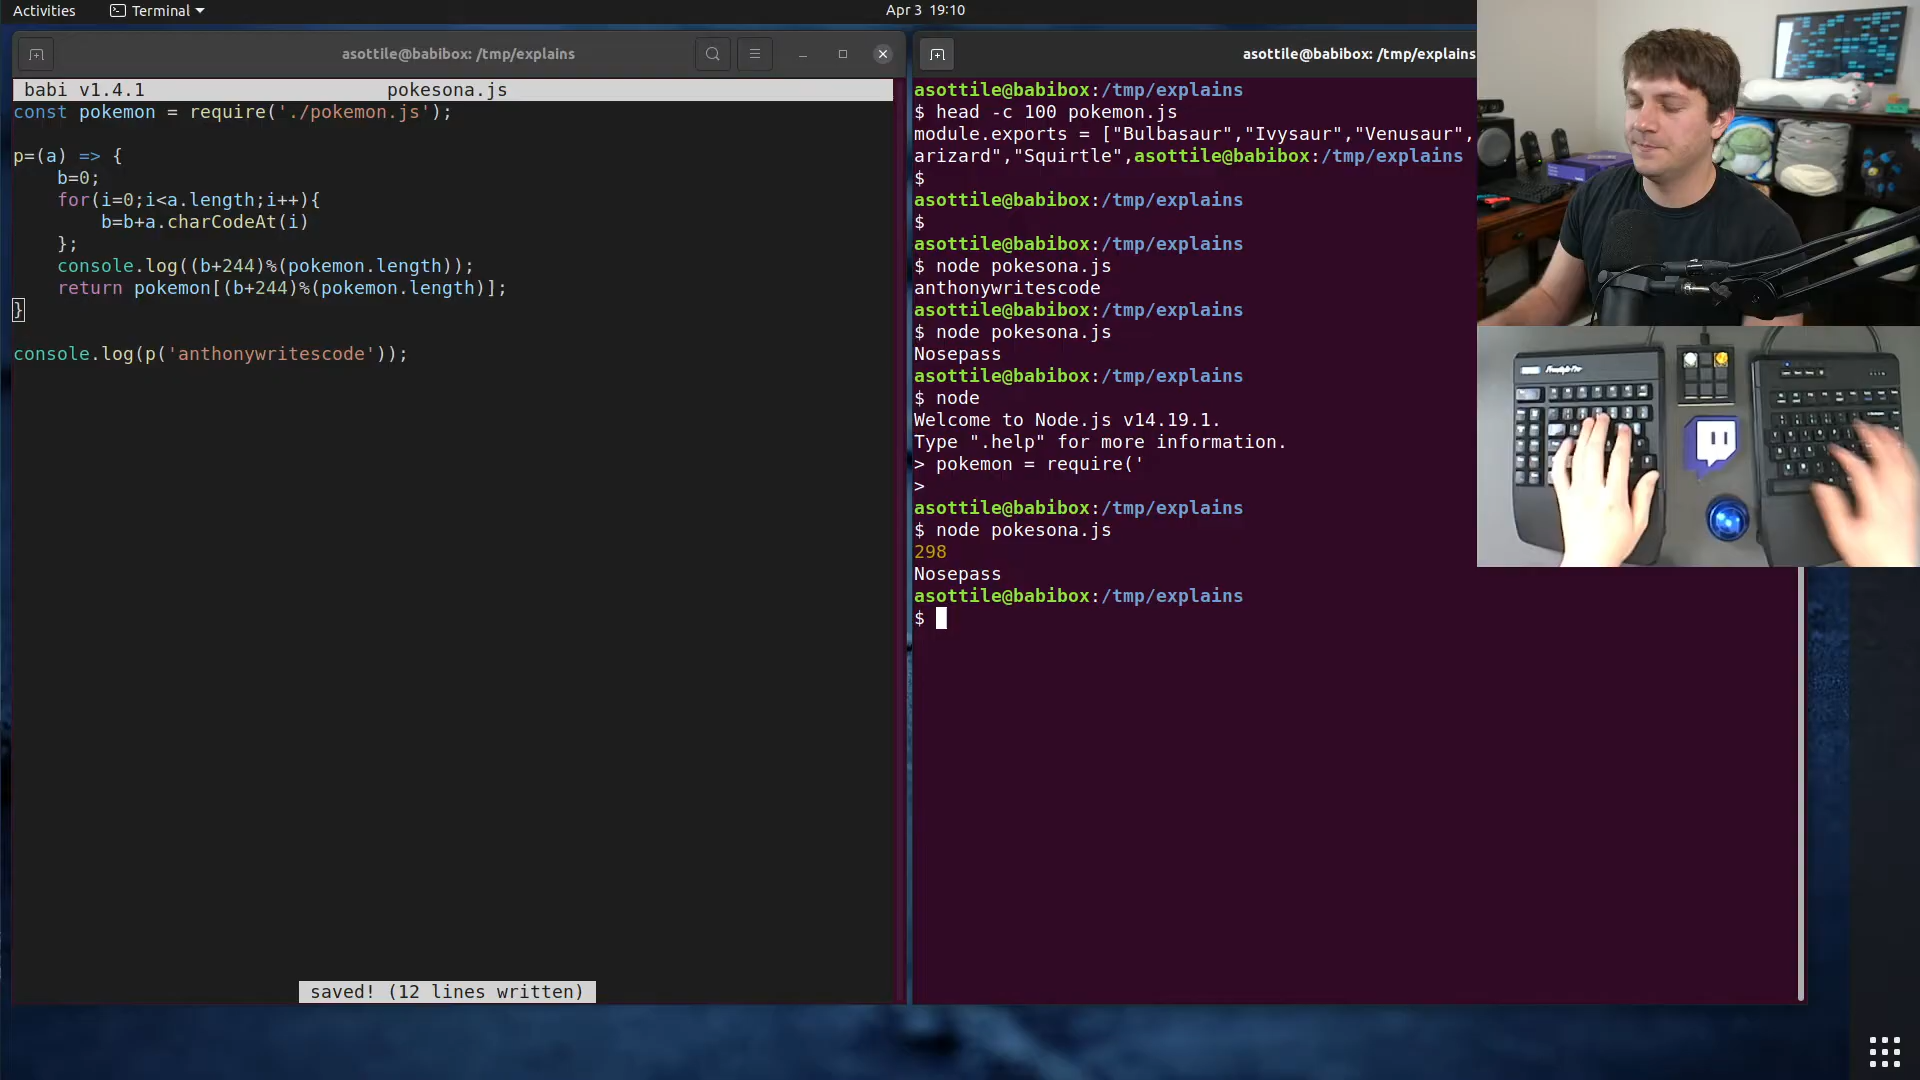 Activities
Terminal
Apr 3 19:10
asottile@babibox: /tmp/explains
babi v1.4.1 pokesona.js
const pokemon = require('./pokemon.js');
p=(a) => {
b=0;
for(i=0;i<a.length;i++){
b=b+a.charCodeAt(i)
};
console.log((b+244)%(pokemon.length));
return pokemon[(b+244)%(pokemon.length)];
}
console.log(p('anthonywritescode'));
saved! (12 lines written)
asottile@babibox: /tmp/explains
asottile@babibox:/tmp/explains
$ head -c 100 pokemon.js
module.exports = ["Bulbasaur","Ivysaur","Venusaur",
arizard","Squirtle",asottile@babibox:/tmp/explains
$
asottile@babibox:/tmp/explains
$
asottile@babibox:/tmp/explains
$ node pokesona.js
anthonywritescode
asottile@babibox:/tmp/explains
$ node pokesona.js
Nosepass
asottile@babibox:/tmp/explains
$ node
Welcome to Node.js v14.19.1.
Type ".help" for more information.
> pokemon = require('
>
asottile@babibox:/tmp/explains
$ node pokesona.js
298
Nosepass
asottile@babibox:/tmp/explains
$
Freestyle Pro